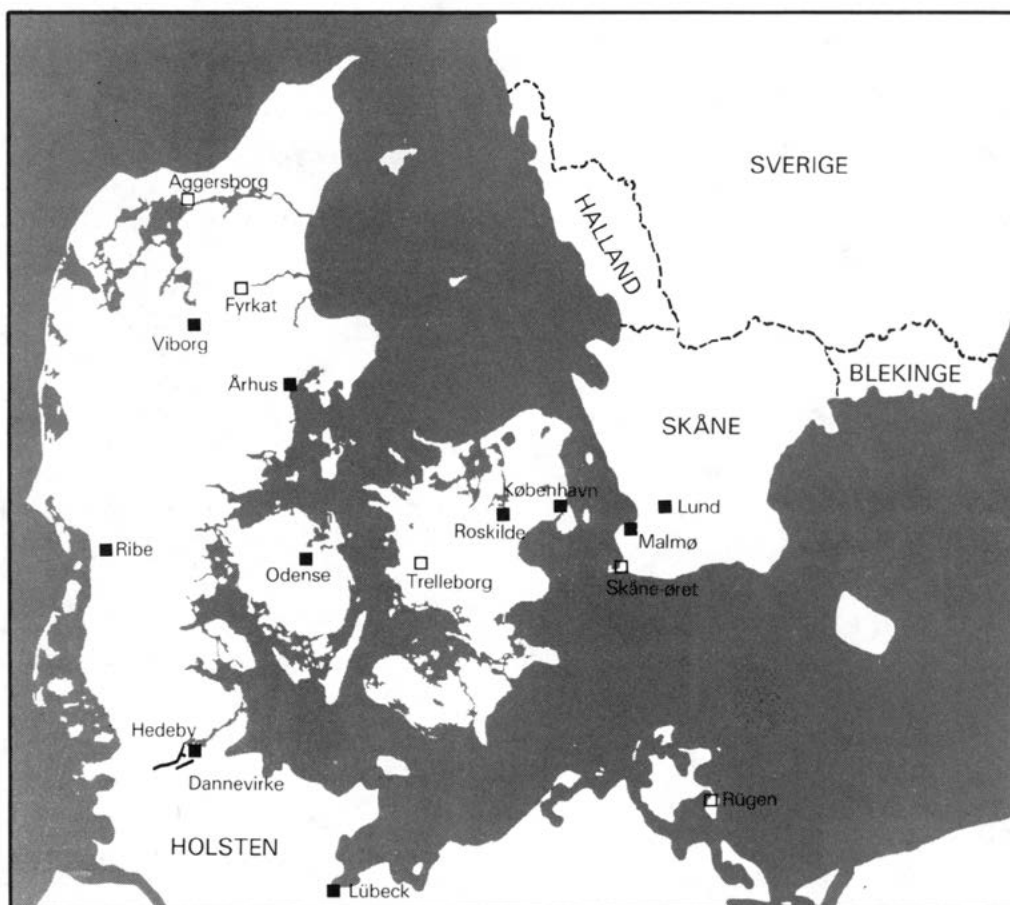 SVERIGE
Aggersborg
HALLAND
Fyrkat
Viborg
BLEKINGE
Århus
SKÅNE
København
Lund
Roskilde
Malmø
Ribe
Odense
Trelleborg
Skåne-øret
Hedeby
Dannevirke
Rügen
HOLSTEN
Lübeck